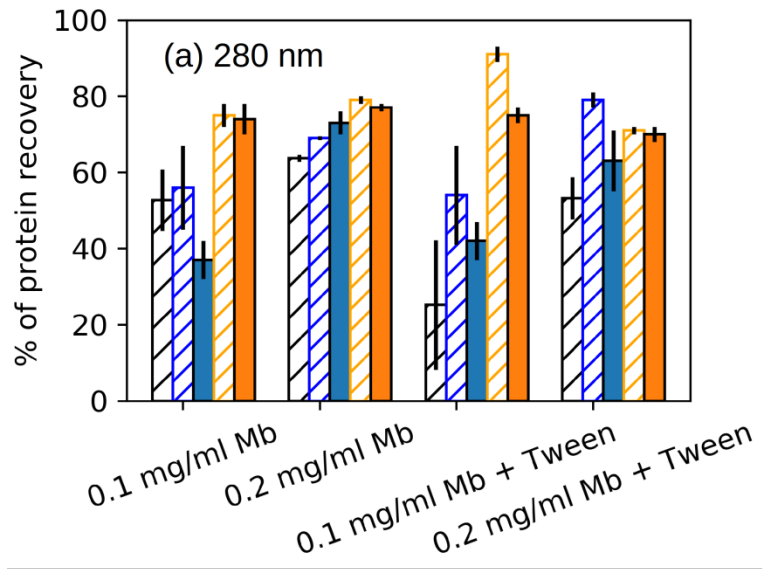 (a) 280 nm
% of protein recovery
100
80
60
40
20
0
0.1 mg/ml Mb
0.2 mg/ml Mb
0.1 mg/ml Mb + Tween
0.2 mg/ml Mb + Tween